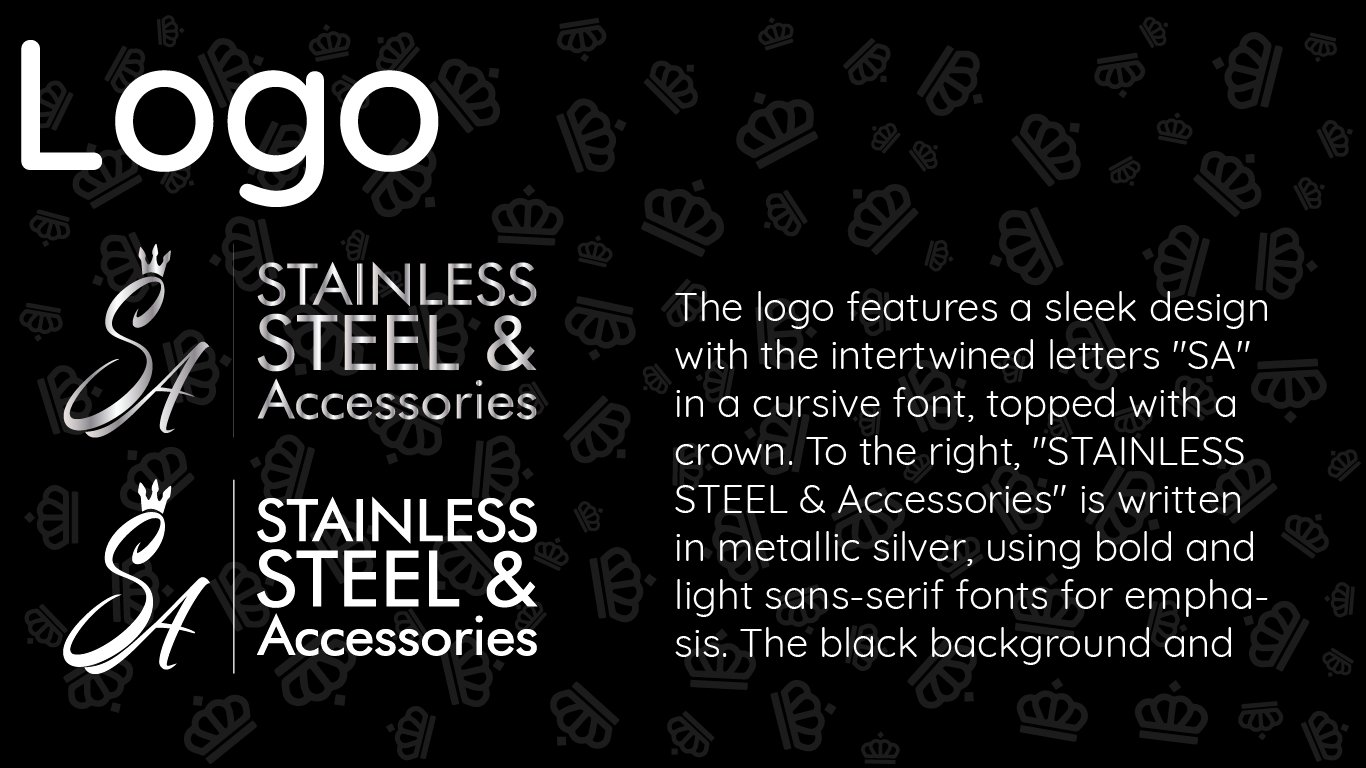 Logo
SA
STAINLESS
STEEL &
Accessories
SA
STAINLESS
STEEL &
Accessories
The logo features a sleek design
with the intertwined letters "SA"
in a cursive font, topped with a
crown. To the right, "STAINLESS
STEEL & Accessories" is written
in metallic silver, using bold and
light sans-serif fonts for empha-
sis. The black background and